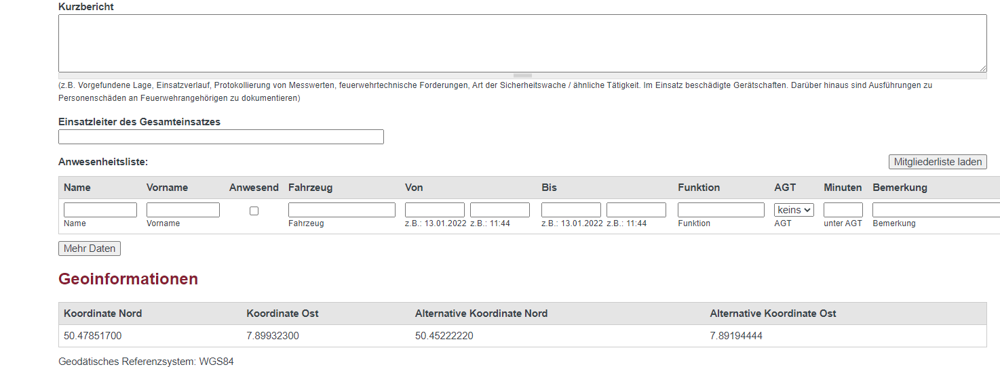 Kurzbericht
(z.B. Vorgefundene Lage, Einsatzverlauf, Protokollierung von Messwerten, feuerwehrtechnische Forderungen, Art der Sicherheitswache / ähnliche Tätigkeit. Im Einsatz beschädigte Gerätschaften. Darüber hinaus sind Ausführungen zu
Personenschäden an Feuerwehrangehörigen zu dokumentieren)
Einsatzleiter des Gesamteinsatzes
Anwesenheitsliste: Mitgliederliste laden
Name Vorname Anwesend Fahrzeug Von Bis Funktion AGT Minuten Bemerkung
keins
Name Vorname Fahrzeug z.B.: 13.01.2022 z.B.: 11:44 z.B.: 13.01.2022 z.B.: 11:44 Funktion AGT unter AGT Bemerkung
Mehr Daten
Geoinformationen
Koordinate Nord Koordinate Ost Alternative Koordinate Nord Alternative Koordinate Ost
50.47851700 7.89932300 50.45222220 7.89194444
Geodätisches Referenzsystem: WGS84